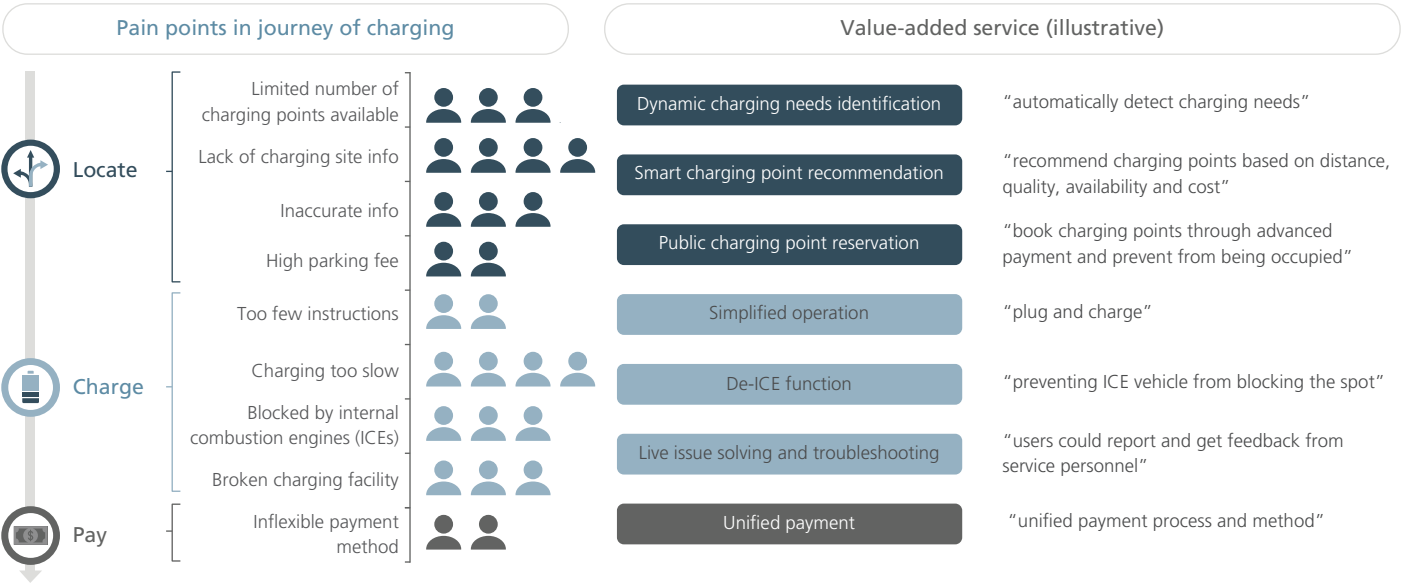 Pain points in journey of charging
Value-added service (illustrative)
Locate
Limited number of
charging points available
Lack of charging site info
Inaccurate info
High parking fee
Dynamic charging needs identification
“automatically detect charging needs”
Smart charging point recommendation
“recommend charging points based on distance,
quality, availability and cost”
Public charging point reservation
“book charging points through advanced
payment and prevent from being occupied”
Charge
Too few instructions
Charging too slow
Blocked by internal
combustion engines (ICEs)
Broken charging facility
Simplified operation
“plug and charge”
De-ICE function
“preventing ICE vehicle from blocking the spot”
Live issue solving and troubleshooting
“users could report and get feedback from
service personnel”
$
Pay
Inflexible payment
method
Unified payment
“unified payment process and method”